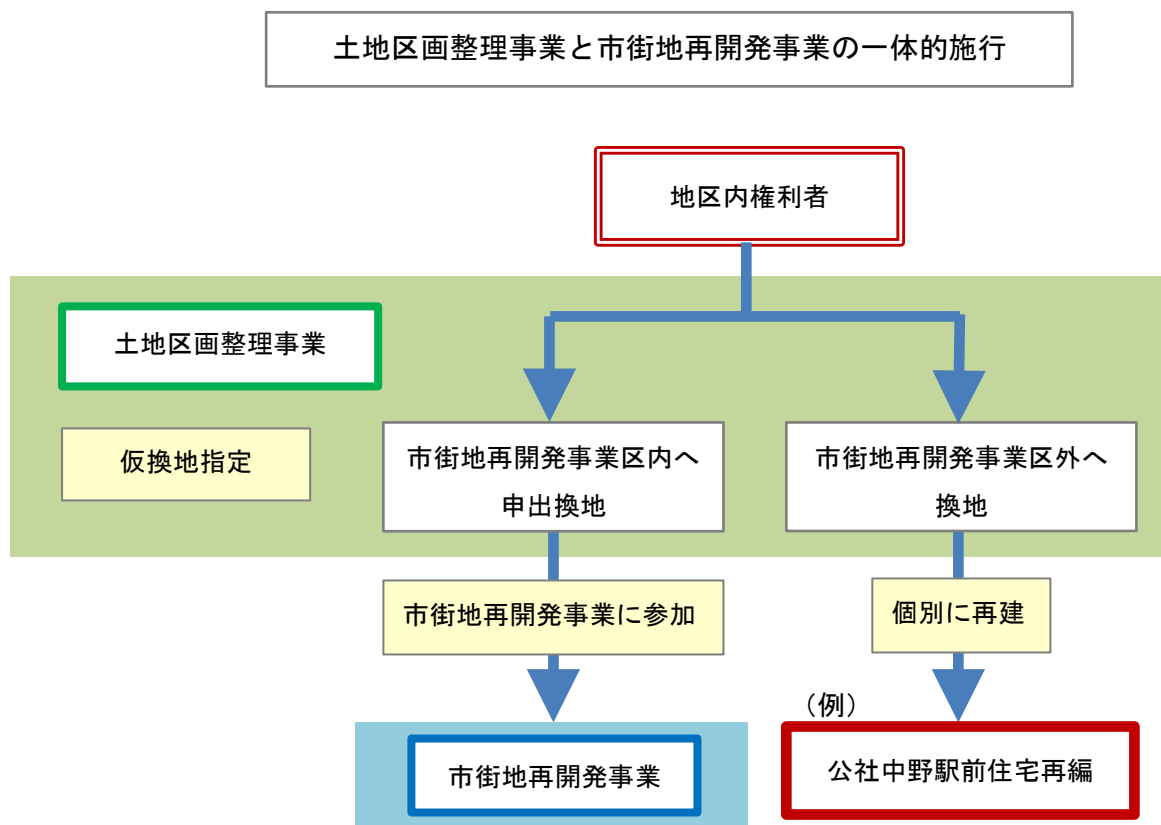 土地区画整理事業と市街地再開発事業の一体的施行
地区内権利者
土地区画整理事業
仮換地指定
市街地再開発事業区内へ
申出換地
市街地再開発事業区外へ
換地
市街地再開発事業に参加
個別に再建
市街地再開発事業
（例）
公社中野駅前住宅再編